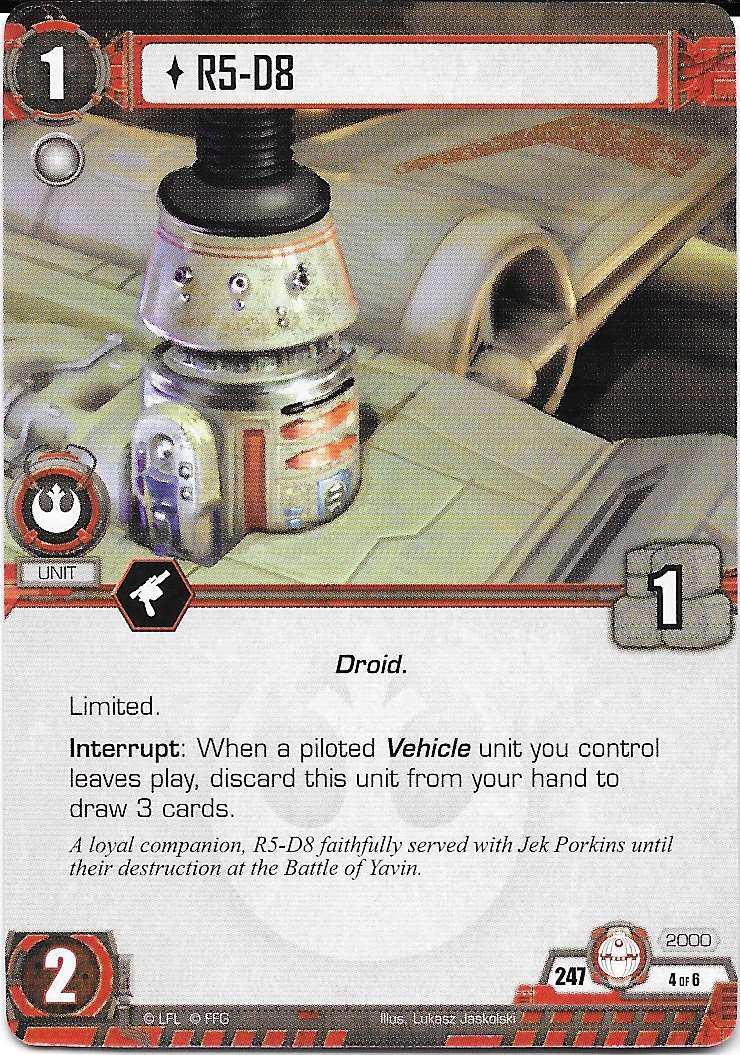 1
R5-D8
UNIT
1
Droid.
Limited.
Interrupt: When a piloted Vehicle unit you control
leaves play, discard this unit from your hand to
draw 3 cards.
A loyal companion, R5-D8 faithfully served with Jek Porkins until
their destruction at the Battle of Yavin.
2
247
2000
4 OF 6
© LFL © FFG
Illus. Lukasz Jaskolski